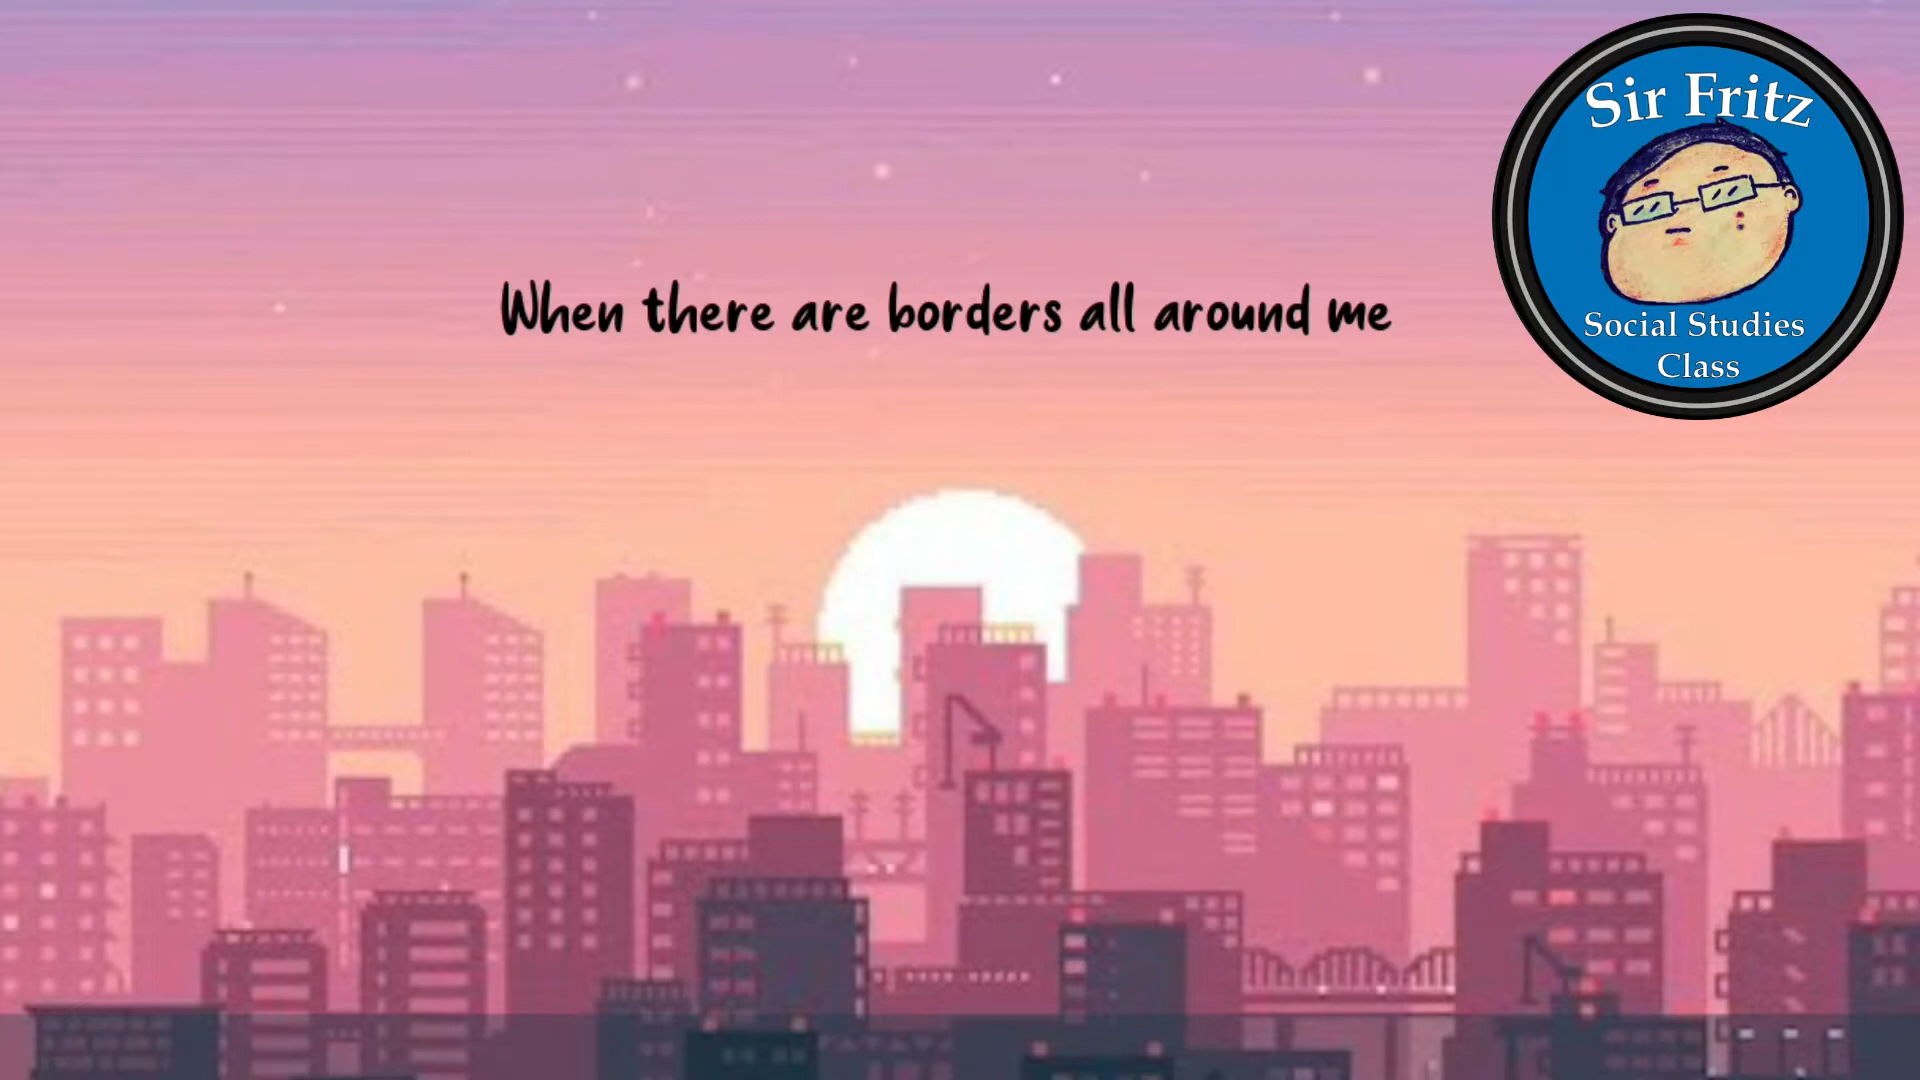 Sir Fritz
When there are borders all around me
Social Studies
Class